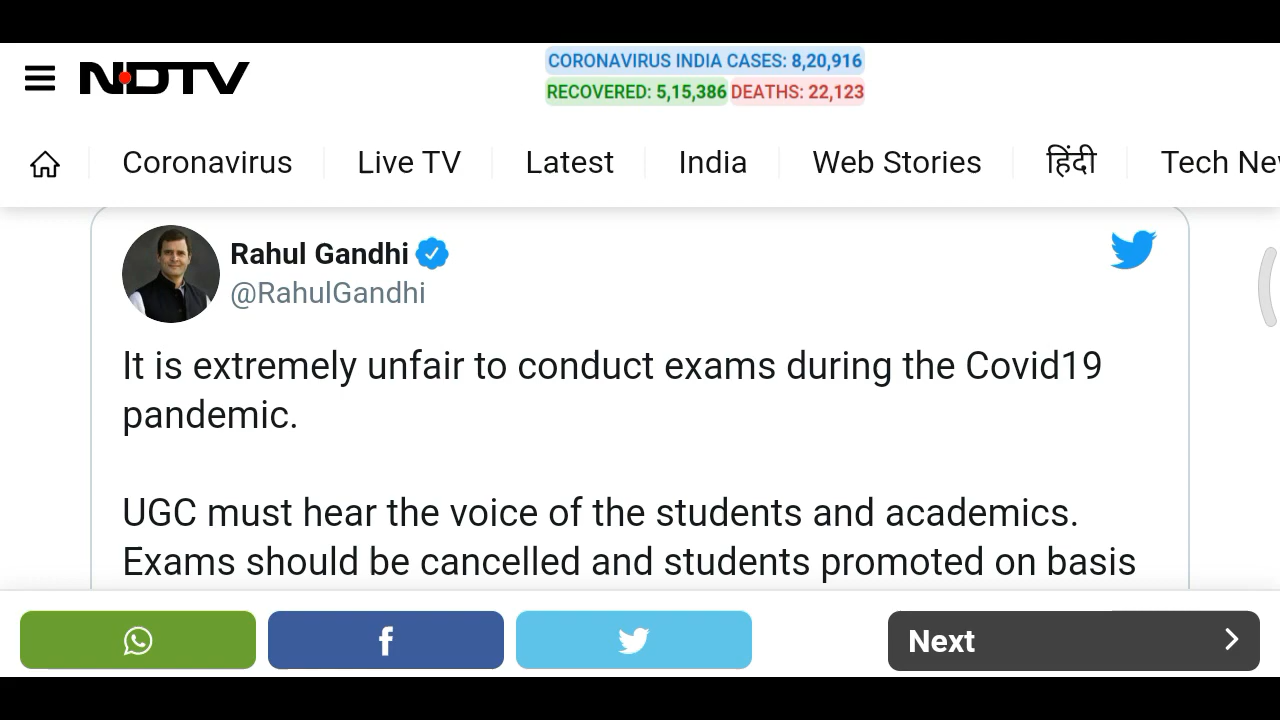 NDTV
CORONAVIRUS INDIA CASES: 8,20,916
RECOVERED: 5,15,386 DEATHS: 22,123
Coronavirus Live TV Latest India Web Stories हिंदी Tech Ne
Rahul Gandhi
@RahulGandhi
It is extremely unfair to conduct exams during the Covid19
pandemic.
UGC must hear the voice of the students and academics.
Exams should be cancelled and students promoted on basis
Next